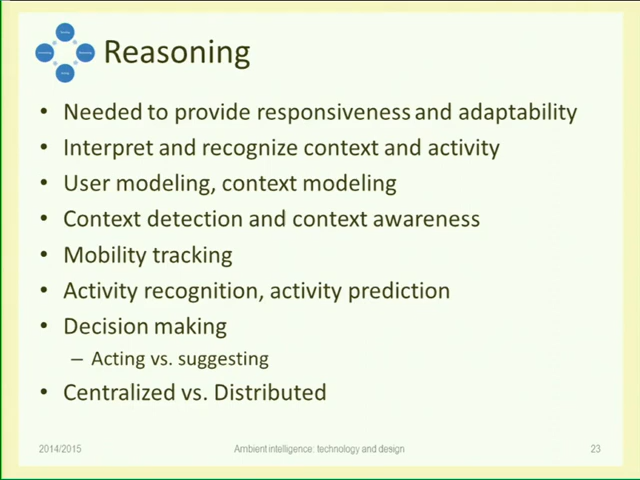 Reasoning
• Needed to provide responsiveness and adaptability
• Interpret and recognize context and activity
• User modeling, context modeling
• Context detection and context awareness
• Mobility tracking
• Activity recognition, activity prediction
• Decision making
– Acting vs. suggesting
• Centralized vs. Distributed
2014/2015
Ambient intelligence: technology and design
23